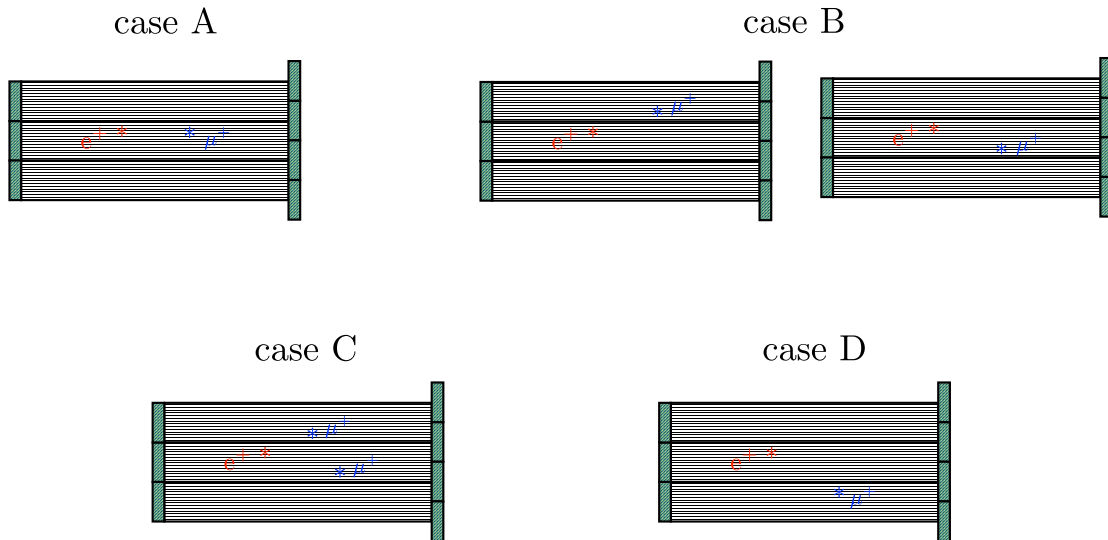 case A
case B
e⁺ * * μ⁺
e⁺ * * μ⁺
e⁺ * * μ⁺
case C
case D
e⁺ * * μ⁺ * μ⁺
e⁺ * * μ⁺